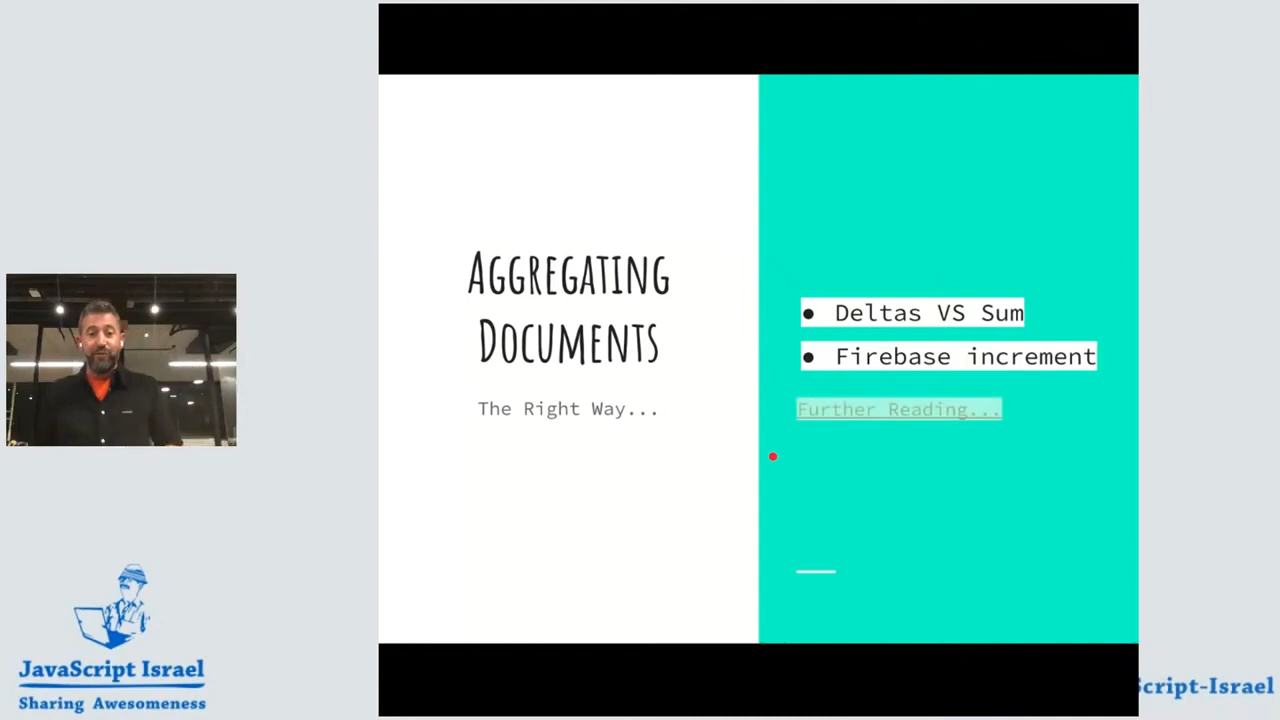 AGGREGATING
DOCUMENTS
The Right Way...
● Deltas VS Sum
● Firebase increment
Further Reading...
JavaScript Israel
Sharing Awesomeness
Script-Israel